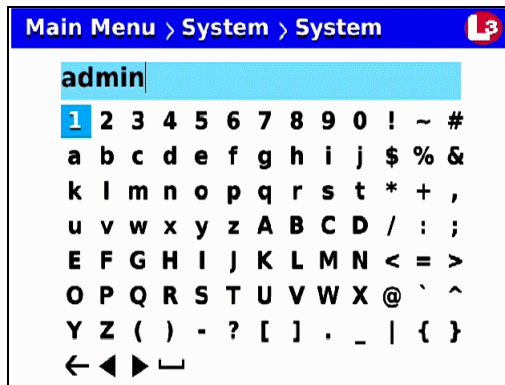 Main Menu > System > System L3
admin
1 2 3 4 5 6 7 8 9 0 ! ~ #
a b c d e f g h i j $ % &
k l m n o p q r s t * + ,
u v w x y z A B C D / : ;
E F G H I J K L M N < = >
O P Q R S T U V W X @ ` ^
Y Z ( ) - ? [ ] . _ | { }
← ◀ ▶ ⎵